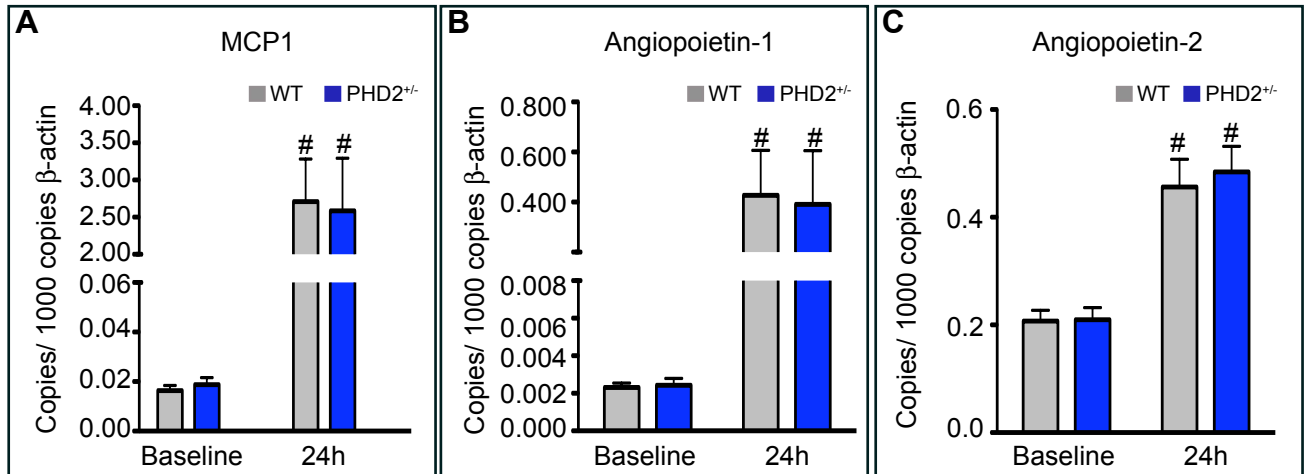 A
MCP1
WT PHD2+/-
Copies/ 1000 copies β-actin
4.00
3.50
3.00
2.50
2.00
0.06
0.04
0.02
0.00
# #
Baseline 24h
B
Angiopoietin-1
WT PHD2+/-
Copies/ 1000 copies β-actin
0.800
0.600
0.400
0.008
0.006
0.004
0.002
0.000
# #
Baseline 24h
C
Angiopoietin-2
WT PHD2+/-
Copies/ 1000 copies β-actin
0.6
0.4
0.2
0.0
# #
Baseline 24h